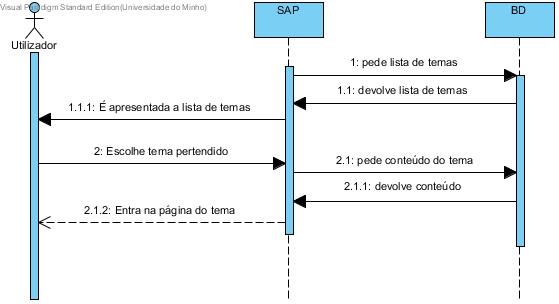 Visual Paradigm Standard Edition(Universidade do Minho)
SAP
BD
Utilizador
1: pede lista de temas
1.1: devolve lista de temas
1.1.1: É apresentada a lista de temas
2: Escolhe tema pertendido
2.1: pede conteúdo do tema
2.1.1: devolve conteúdo
2.1.2: Entra na página do tema